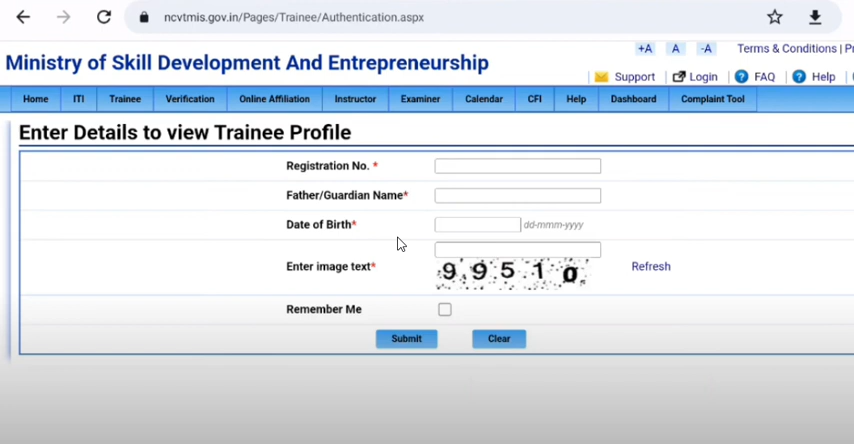 ncvtmis.gov.in/Pages/Trainee/Authentication.aspx
+A A -A Terms & Conditions | P
Ministry of Skill Development And Entrepreneurship
Support Login FAQ Help
Home ITI Trainee Verification Online Affiliation Instructor Examiner Calendar CFI Help Dashboard Complaint Tool
Enter Details to view Trainee Profile
Registration No. *
Father/Guardian Name*
Date of Birth* dd-mmm-yyyy
Enter image text* 99510 Refresh
Remember Me
Submit Clear